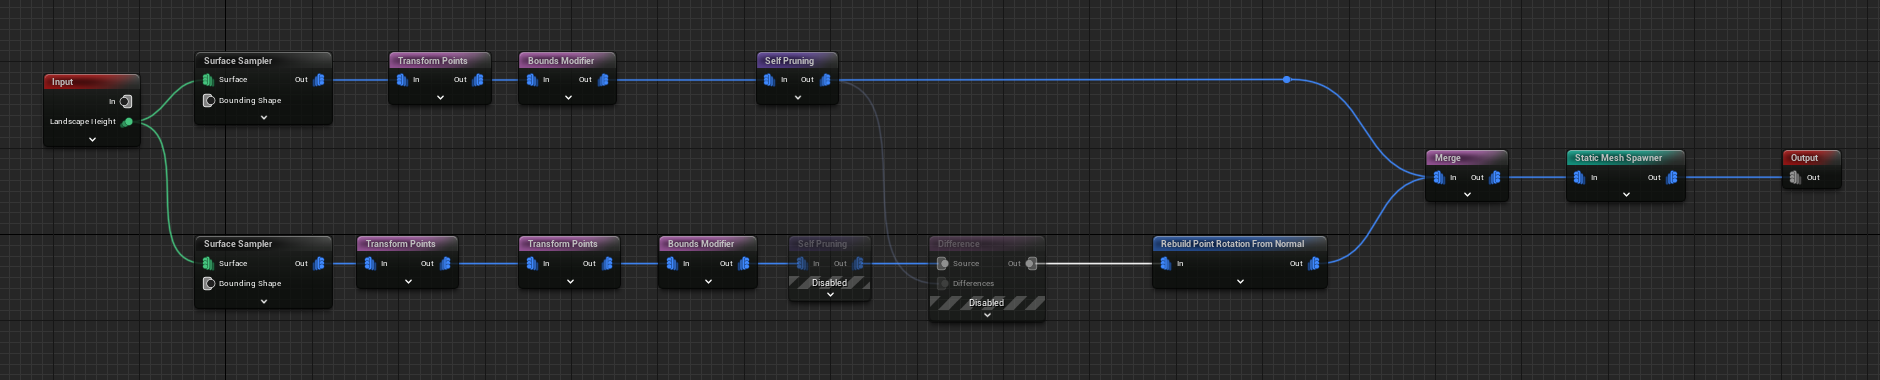 Input
In
Landscape Height
Surface Sampler
Surface Out
Bounding Shape
Transform Points
In Out
Bounds Modifier
In Out
Self Pruning
In Out
Merge
In Out
Static Mesh Spawner
In Out
Output
Out
Surface Sampler
Surface Out
Bounding Shape
Transform Points
In Out
Transform Points
In Out
Bounds Modifier
In Out
Self Pruning
In Out
Disabled
Difference
Source Out
Differences
Disabled
Rebuild Point Rotation From Normal
In Out